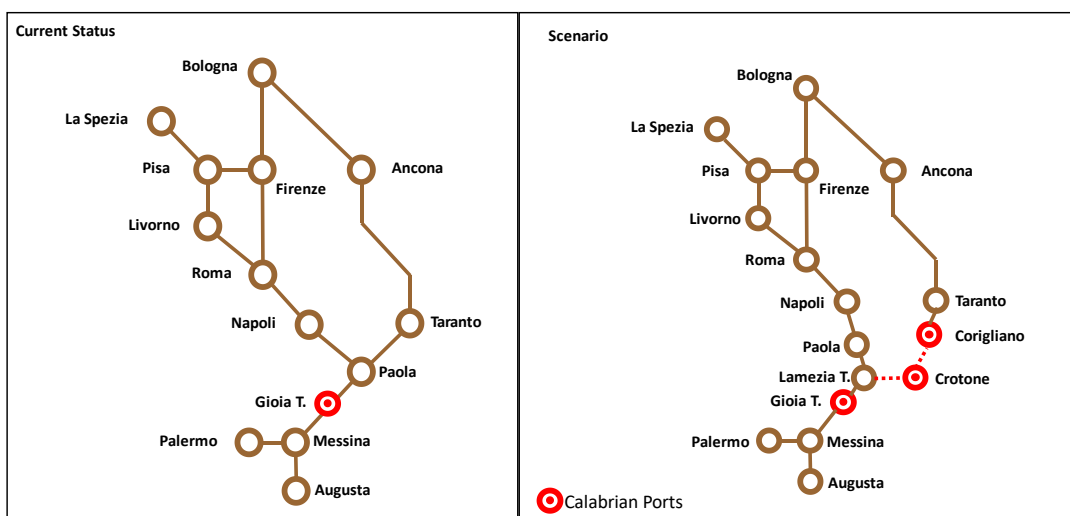 Current Status
Bologna
La Spezia
Pisa
Firenze
Ancona
Livorno
Roma
Napoli
Taranto
Paola
Gioia T.
Palermo
Messina
Augusta
Scenario
Bologna
La Spezia
Pisa
Firenze
Ancona
Livorno
Roma
Napoli
Taranto
Corigliano
Paola
Lamezia T.
Crotone
Gioia T.
Palermo
Messina
Augusta
Calabrian Ports